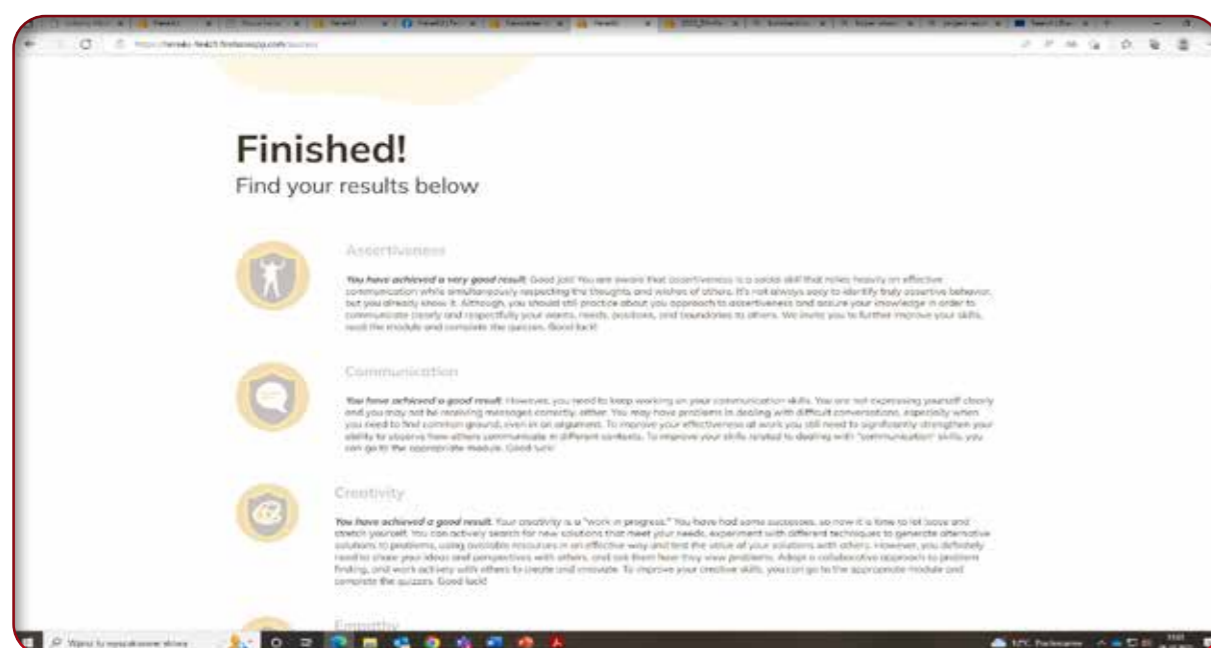 Finished!
Find your results below
Assertiveness
You have achieved a very good result. Good job! You are aware that assertiveness is a social skill that relies heavily on effective
communication while simultaneously respecting the thoughts and wishes of others. It's not always easy to identify truly assertive behavior,
but you already know it. Although, you should still practice about you approach to assertiveness and assure your knowledge in order to
communicate clearly and respectfully your wants, needs, positions, and boundaries to others. We invite you to further improve your skills,
read the module and complete the quizzes. Good luck!
Communication
You have achieved a good result. However, you need to keep working on your communication skills. You are not expressing yourself clearly
and you may not be receiving messages correctly, either. You may have problems in dealing with difficult conversations, especially when
you need to find common ground, even in an argument. To improve your effectiveness at work you still need to significantly strengthen your
ability to observe how others communicate in different contexts. To improve your skills related to dealing with "communication" skills, you
can go to the appropriate module. Good luck!
Creativity
You have achieved a good result. Your creativity is a "work in progress." You have had some successes, so now it is time to let loose and
stretch yourself. You can actively search for new solutions that meet your needs, experiment with different techniques to generate alternative
solutions to problems, using available resources in an effective way and test the value of your solutions with others. However, you definitely
need to share your ideas and perspectives with others, and ask them how they view problems. Adopt a collaborative approach to problem
finding, and work actively with others to create and innovate. To improve your creative skills, you can go to the appropriate module and
complete the quizzes. Good luck!
Empathy
12°C